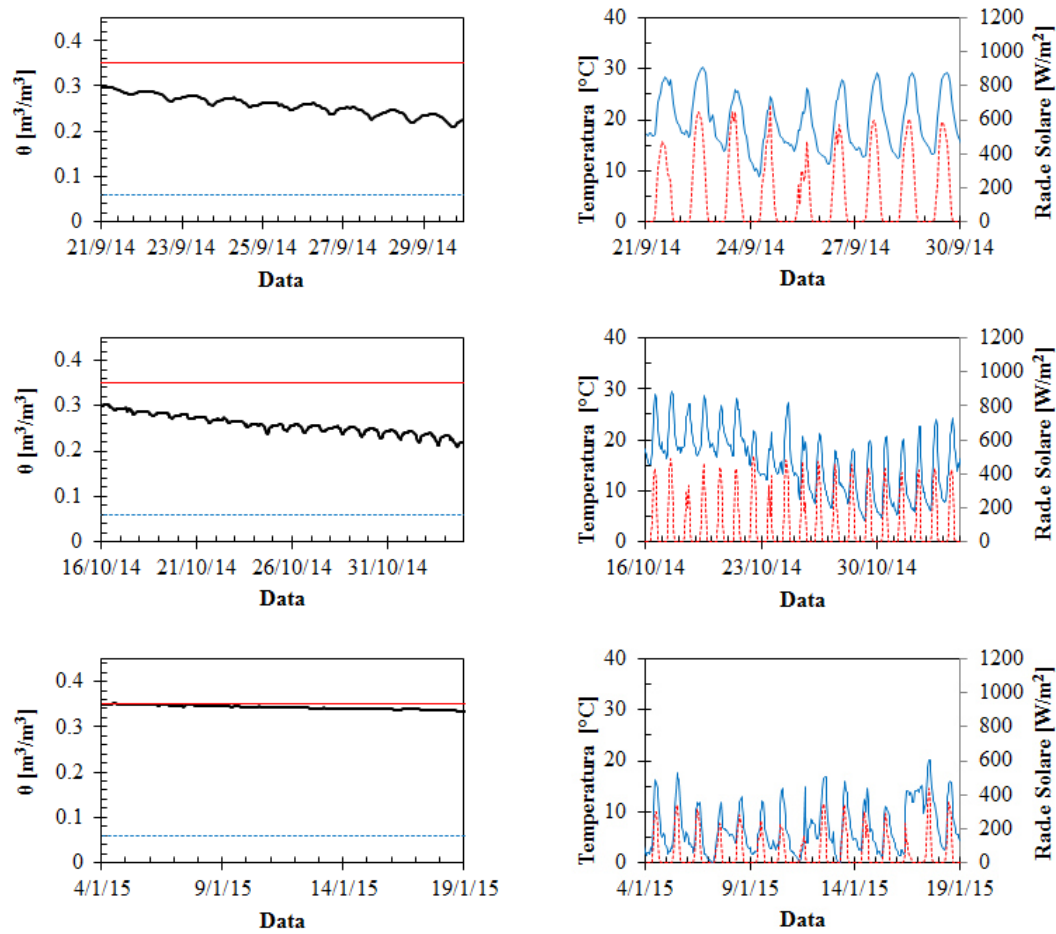 0.4
0.3
0.2
0.1
0
θ [m³/m³]
21/9/14 23/9/14 25/9/14 27/9/14 29/9/14
Data
40
30
20
10
0
Temperatura [°C]
1200
1000
800
600
400
200
0
Rad.e Solare [W/m²]
21/9/14 24/9/14 27/9/14 30/9/14
Data
0.4
0.3
0.2
0.1
0
θ [m³/m³]
16/10/14 21/10/14 26/10/14 31/10/14
Data
40
30
20
10
0
Temperatura [°C]
1200
1000
800
600
400
200
0
Rad.e Solare [W/m²]
16/10/14 23/10/14 30/10/14
Data
0.4
0.3
0.2
0.1
0
θ [m³/m³]
4/1/15 9/1/15 14/1/15 19/1/15
Data
40
30
20
10
0
Temperatura [°C]
1200
1000
800
600
400
200
0
Rad.e Solare [W/m²]
4/1/15 9/1/15 14/1/15 19/1/15
Data